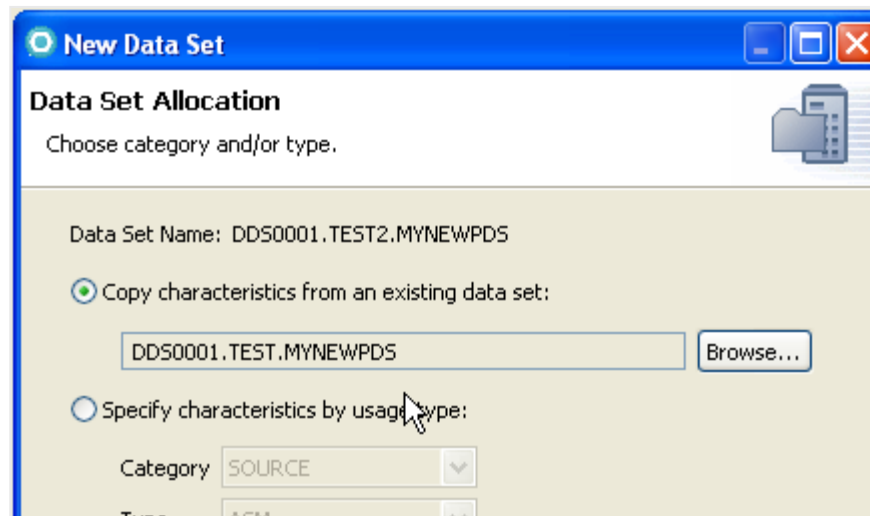 New Data Set
Data Set Allocation
Choose category and/or type.
Data Set Name: DDS0001.TEST2.MYNEWPDS
Copy characteristics from an existing data set:
DDS0001.TEST.MYNEWPDS Browse...
Specify characteristics by usage type:
Category SOURCE